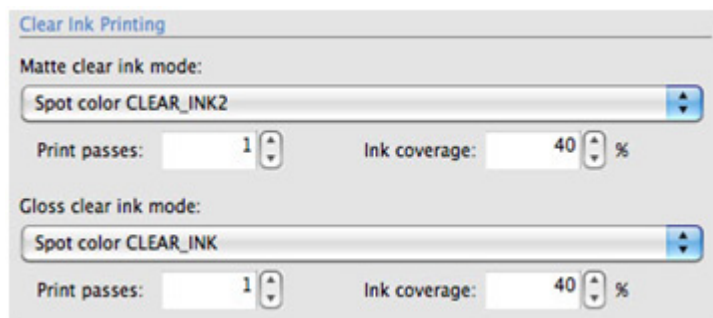 Clear Ink Printing
Matte clear ink mode:
Spot color CLEAR_INK2
Print passes: 1 Ink coverage: 40 %
Gloss clear ink mode:
Spot color CLEAR_INK
Print passes: 1 Ink coverage: 40 %